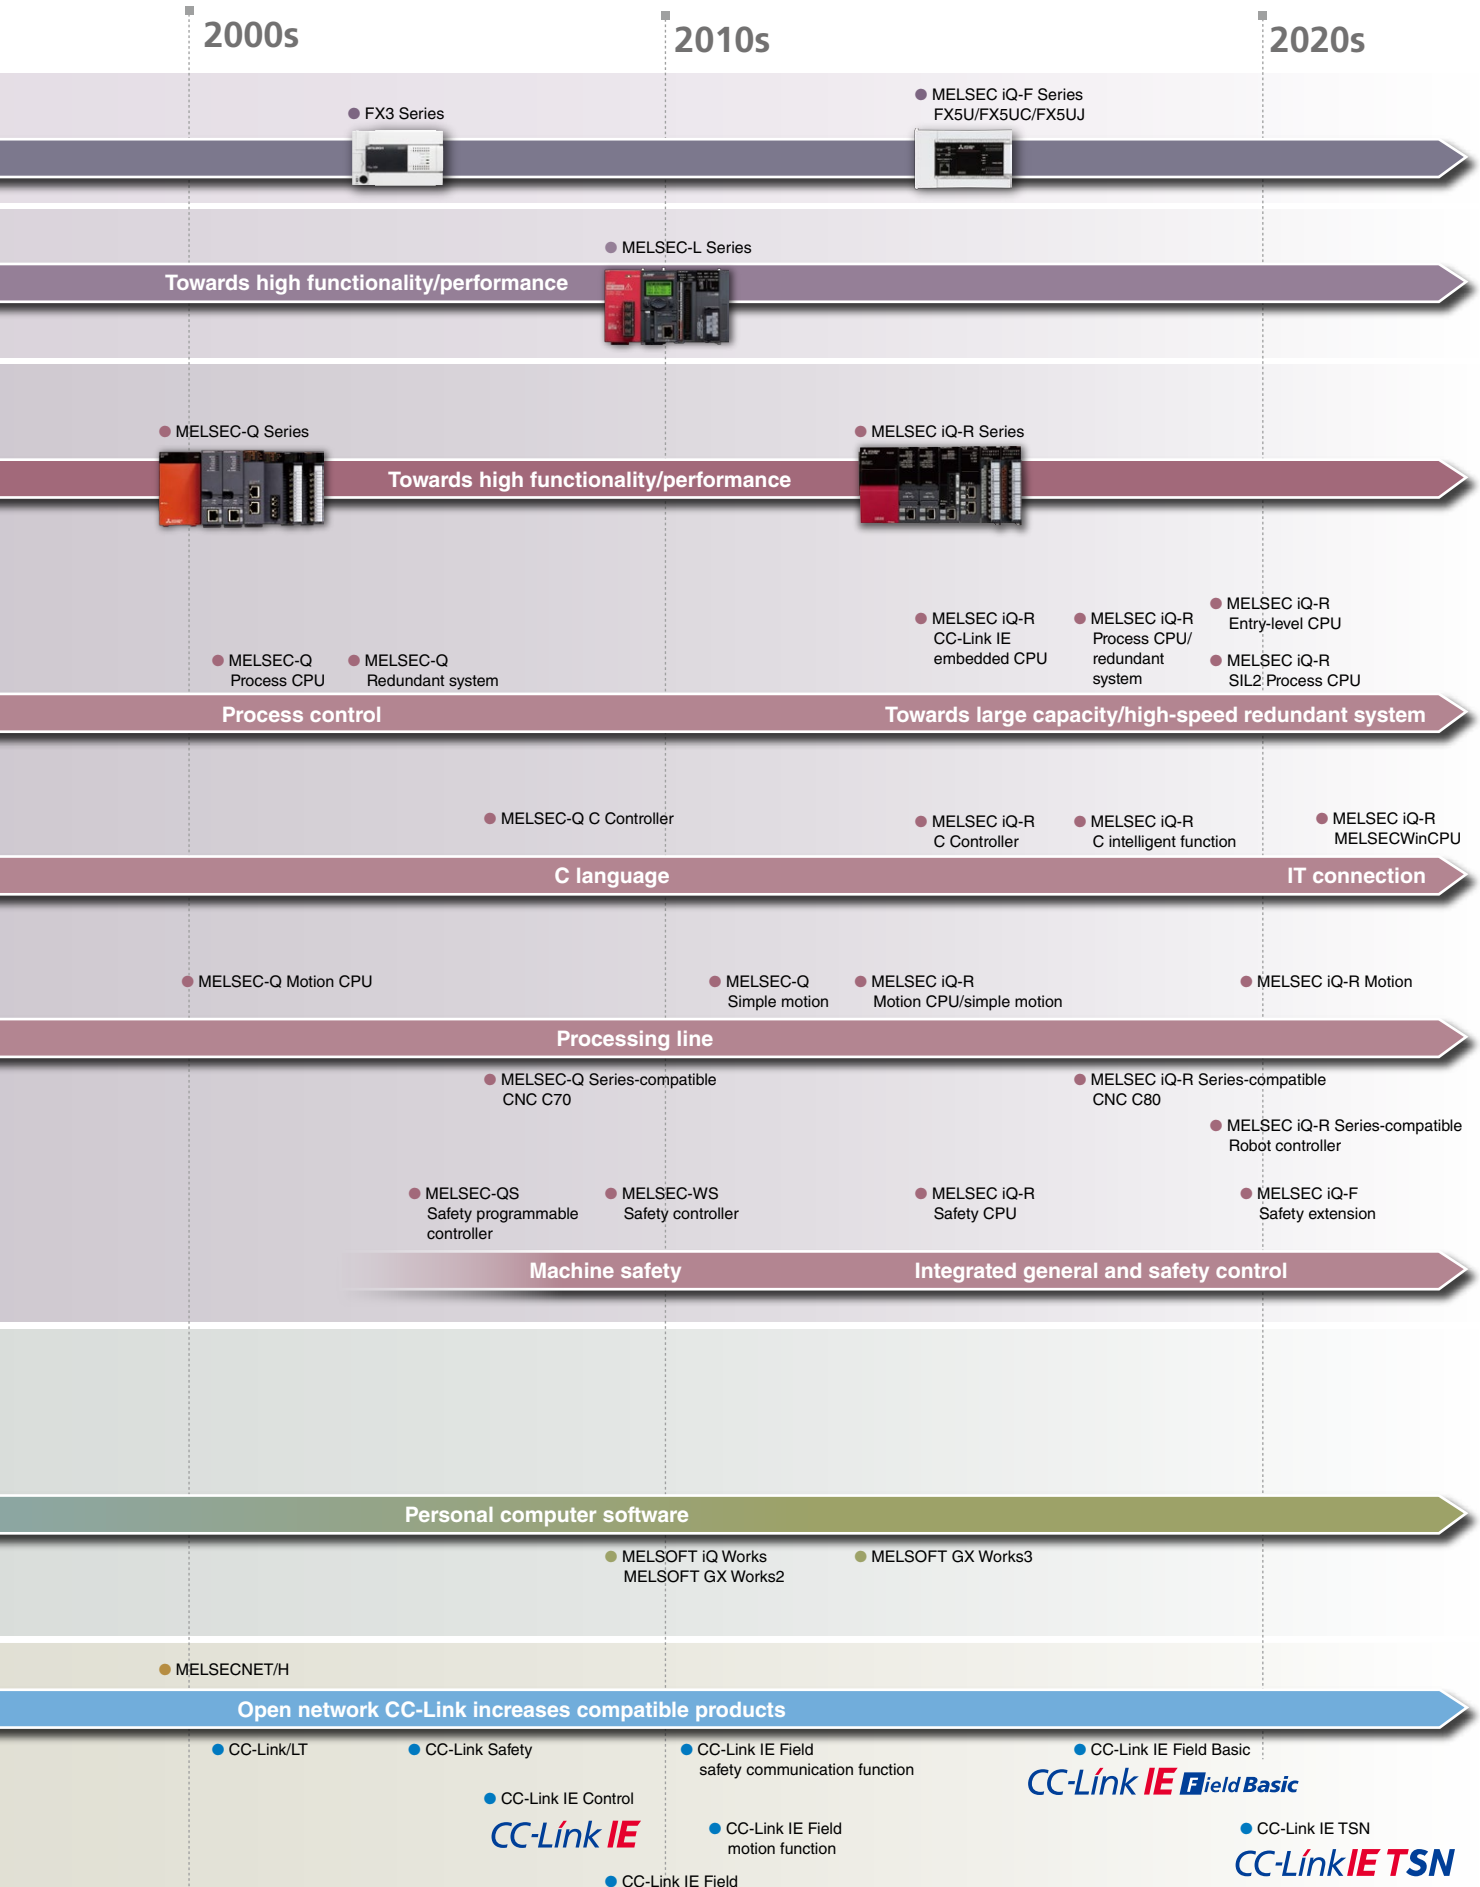 2000s
2010s
2020s
FX3 Series
MELSEC iQ-F Series
FX5U/FX5UC/FX5UJ
MELSEC-L Series
Towards high functionality/performance
MELSEC-Q Series
MELSEC iQ-R Series
Towards high functionality/performance
MELSEC-Q
Process CPU
MELSEC-Q
Redundant system
MELSEC iQ-R
CC-Link IE
embedded CPU
MELSEC iQ-R
Process CPU/
redundant
system
MELSEC iQ-R
Entry-level CPU
MELSEC iQ-R
SIL2 Process CPU
Process control
Towards large capacity/high-speed redundant system
MELSEC-Q C Controller
MELSEC iQ-R
C Controller
MELSEC iQ-R
C intelligent function
MELSEC iQ-R
MELSECWinCPU
C language
IT connection
MELSEC-Q Motion CPU
MELSEC-Q
Simple motion
MELSEC iQ-R
Motion CPU/simple motion
MELSEC iQ-R Motion
Processing line
MELSEC-Q Series-compatible
CNC C70
MELSEC iQ-R Series-compatible
CNC C80
MELSEC iQ-R Series-compatible
Robot controller
MELSEC-QS
Safety programmable
controller
MELSEC-WS
Safety controller
MELSEC iQ-R
Safety CPU
MELSEC iQ-F
Safety extension
Machine safety
Integrated general and safety control
Personal computer software
MELSOFT iQ Works
MELSOFT GX Works2
MELSOFT GX Works3
MELSECNET/H
Open network CC-Link increases compatible products
CC-Link/LT
CC-Link Safety
CC-Link IE Field
safety communication function
CC-Link IE Field Basic
CC-Link IE Field Basic
CC-Link IE Control
CC-Link IE
CC-Link IE Field
motion function
CC-Link IE TSN
CC-Link IE TSN
CC-Link IE Field